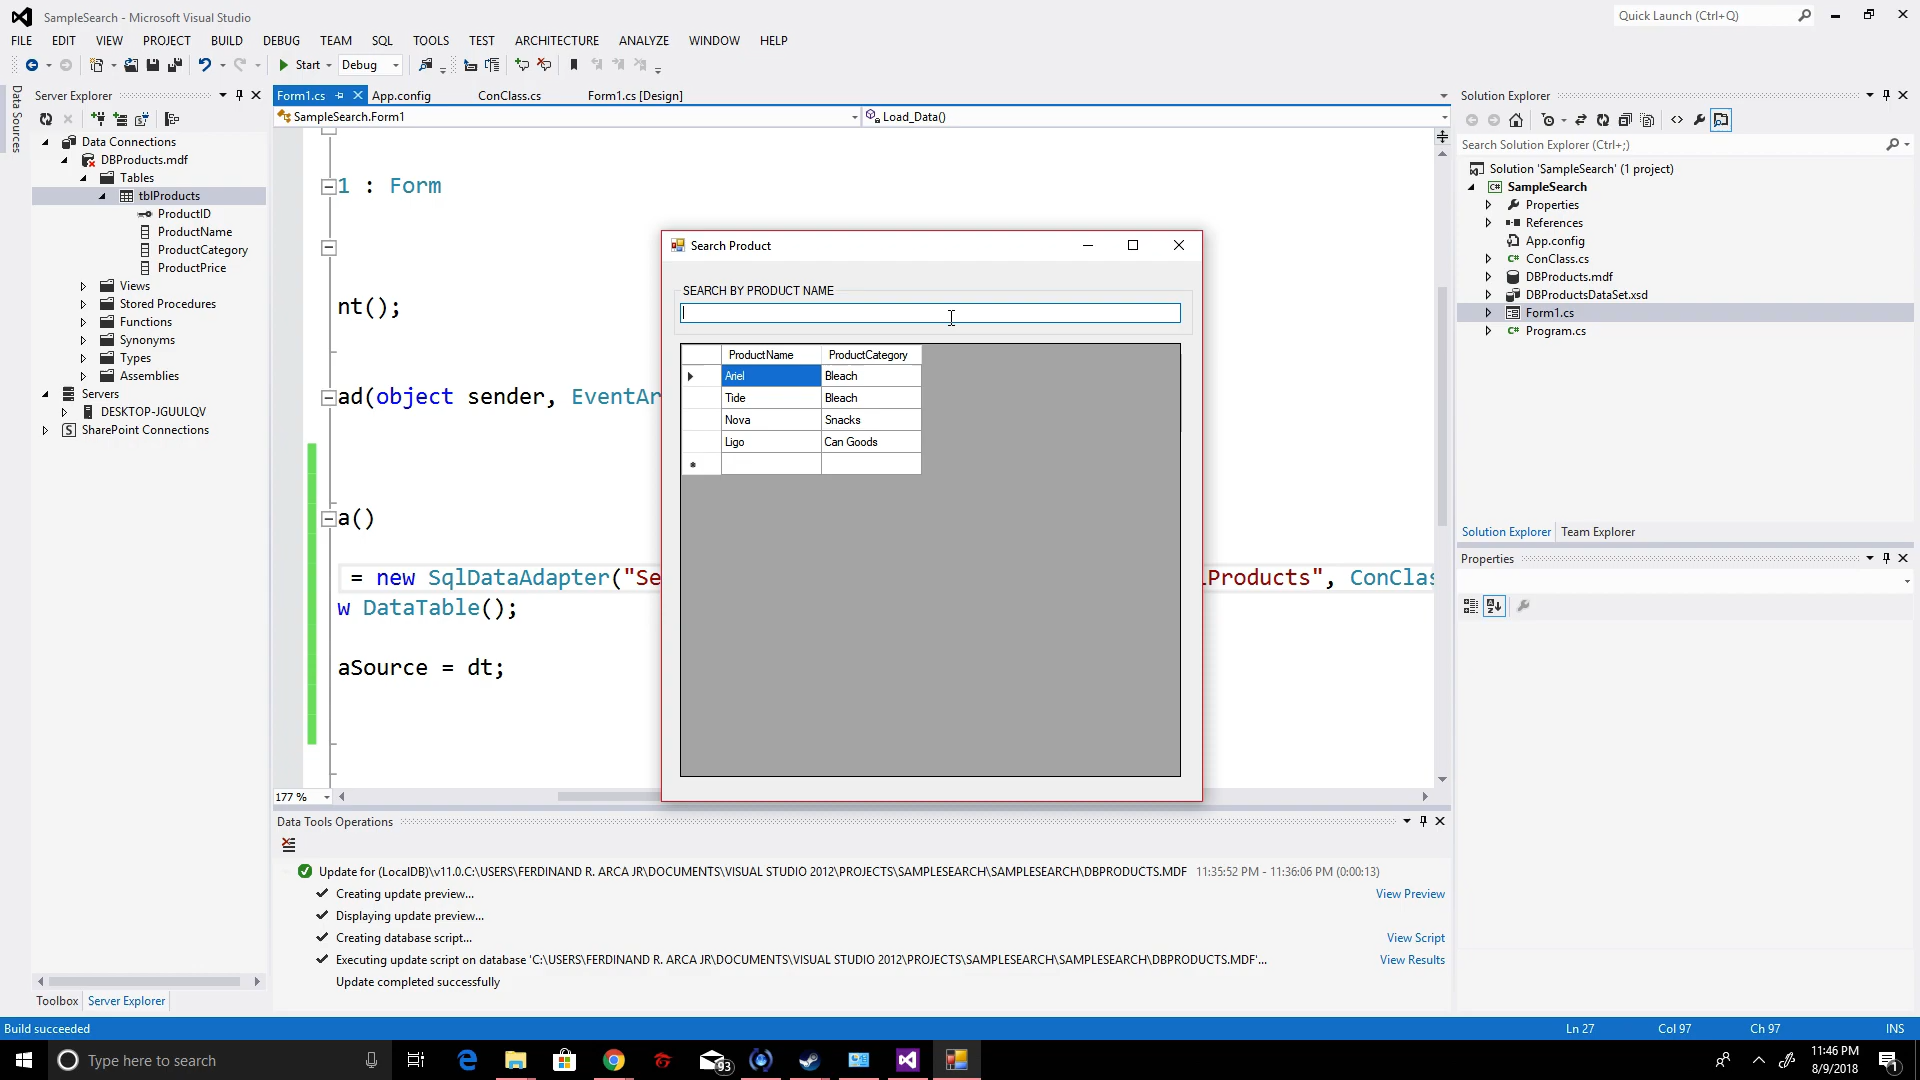 SampleSearch - Microsoft Visual Studio
Quick Launch (Ctrl+Q)
FILE EDIT VIEW PROJECT BUILD DEBUG TEAM SQL TOOLS TEST ARCHITECTURE ANALYZE WINDOW HELP
Start Debug
Data Sources
Server Explorer
Data Connections
DBProducts.mdf
Tables
tblProducts
ProductID
ProductName
ProductCategory
ProductPrice
Views
Stored Procedures
Functions
Synonyms
Types
Assemblies
Servers
DESKTOP-JGUULQV
SharePoint Connections
Toolbox Server Explorer
Form1.cs App.config ConClass.cs Form1.cs [Design]
SampleSearch.Form1 Load_Data()
1 : Form
nt();
ad(object sender, EventAr
a()
= new SqlDataAdapter("Se
lProducts", ConClas
w DataTable();
aSource = dt;
177 %
Search Product
SEARCH BY PRODUCT NAME
ProductName ProductCategory
Ariel Bleach
Tide Bleach
Nova Snacks
Ligo Can Goods
Data Tools Operations
Update for (LocalDB)\v11.0.C:\USERS\FERDINAND R. ARCA JR\DOCUMENTS\VISUAL STUDIO 2012\PROJECTS\SAMPLESEARCH\SAMPLESEARCH\DBPRODUCTS.MDF 11:35:52 PM - 11:36:06 PM (0:00:13)
Creating update preview... View Preview
Displaying update preview...
Creating database script... View Script
Executing update script on database 'C:\USERS\FERDINAND R. ARCA JR\DOCUMENTS\VISUAL STUDIO 2012\PROJECTS\SAMPLESEARCH\SAMPLESEARCH\DBPRODUCTS.MDF'... View Results
Update completed successfully
Solution Explorer
Search Solution Explorer (Ctrl+;)
Solution 'SampleSearch' (1 project)
C# SampleSearch
Properties
References
App.config
C# ConClass.cs
DBProducts.mdf
DBProductsDataSet.xsd
Form1.cs
C# Program.cs
Solution Explorer Team Explorer
Properties
Build succeeded Ln 27 Col 97 Ch 97 INS
Type here to search
93
11:46 PM
8/9/2018
1